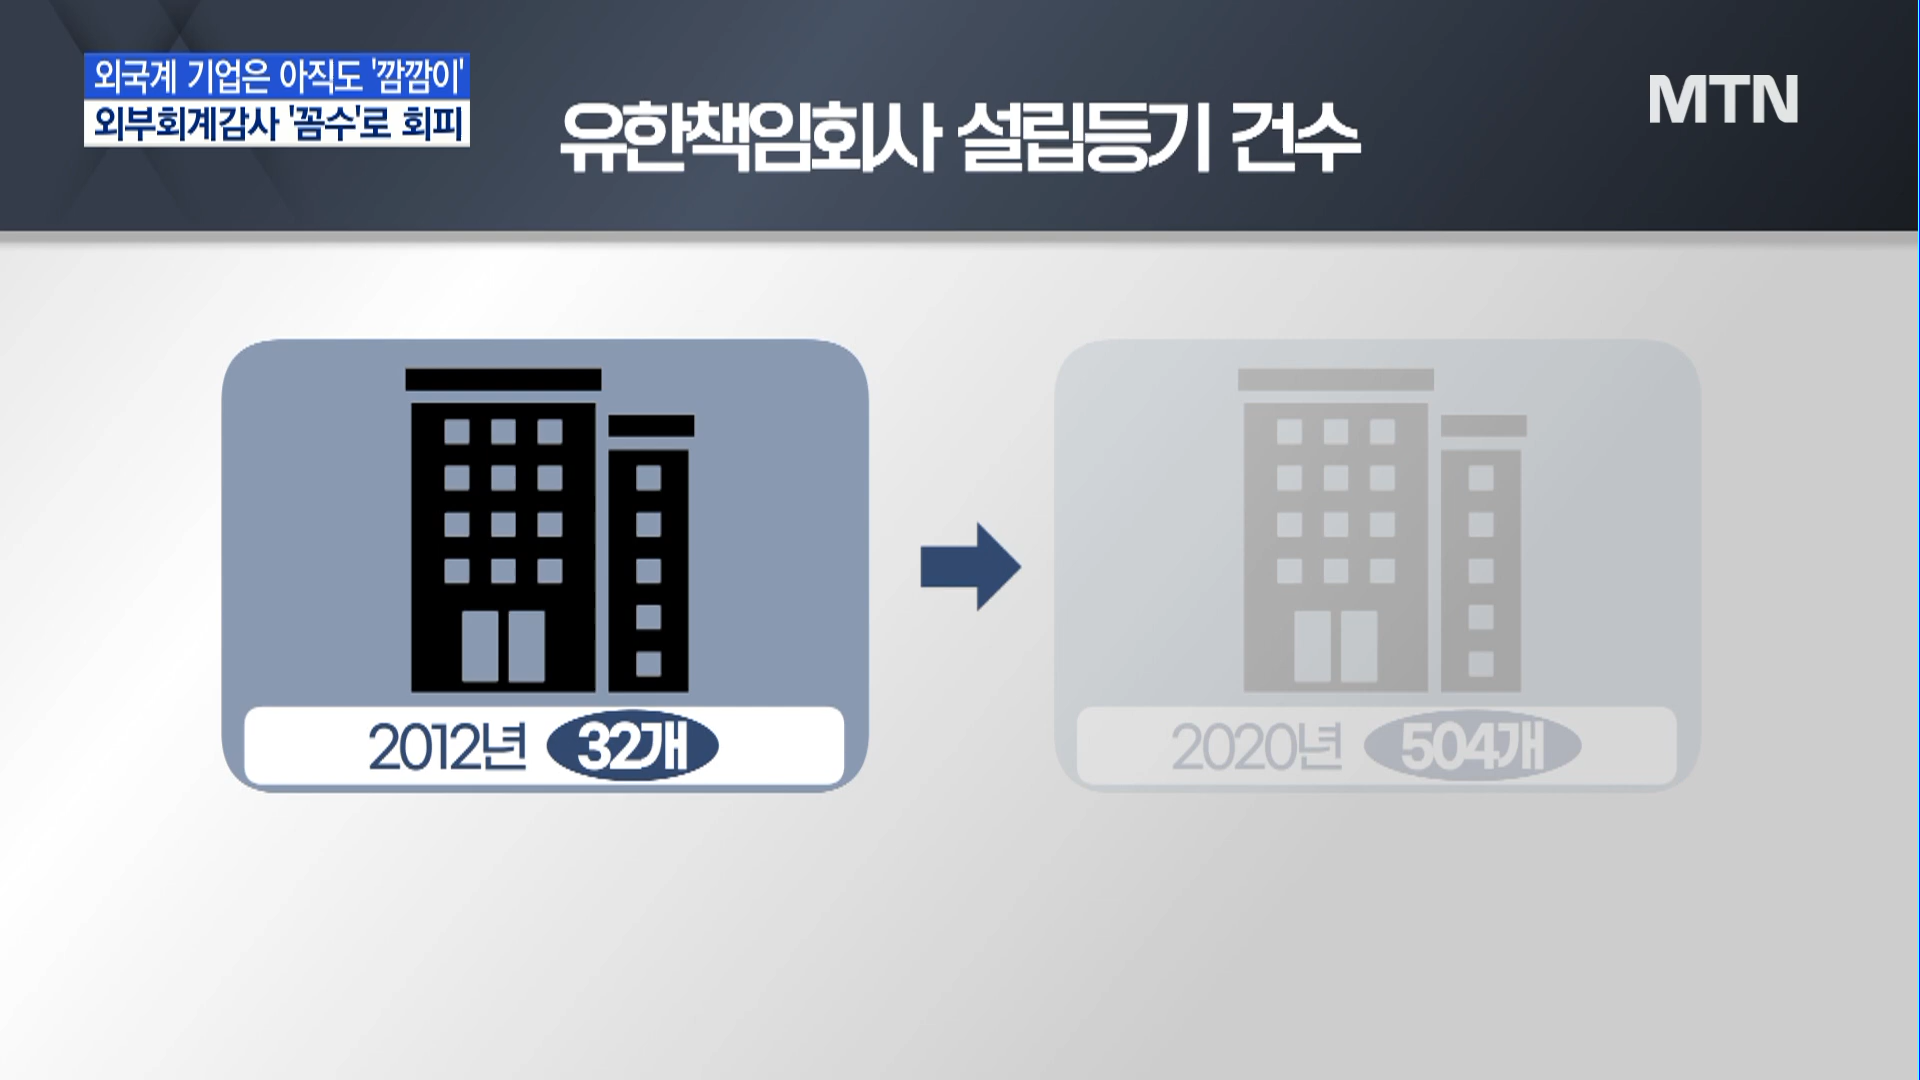 외국계 기업은 아직도 '깜깜이'
외부회계감사 '꼼수'로 회피
유한책임회사 설립등기 건수
MTN
2012년 32개
2020년 504개